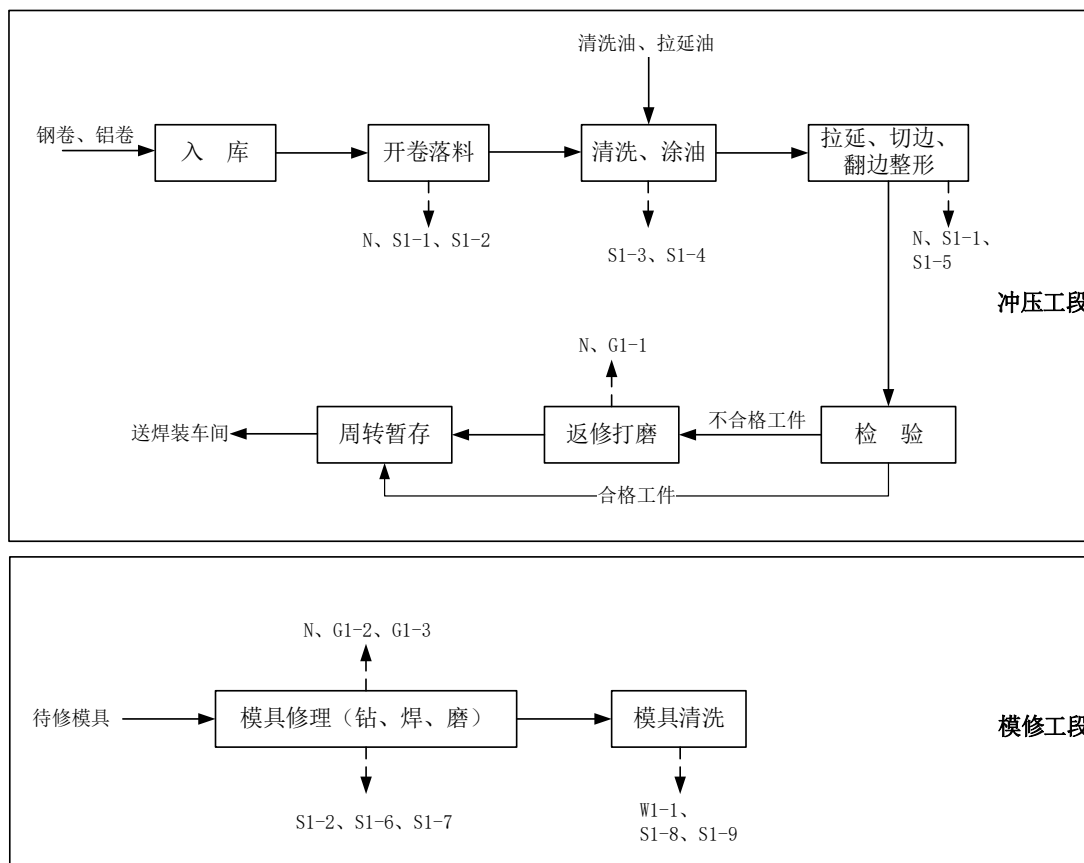 清洗油、拉延油
钢卷、铝卷
入 库
开卷落料
清洗、涂油
拉延、切边、
翻边整形
N、S1-1、S1-2
S1-3、S1-4
N、S1-1、
S1-5
冲压工段
N、G1-1
送焊装车间
周转暂存
返修打磨
不合格工件
检 验
合格工件
N、G1-2、G1-3
待修模具
模具修理（钻、焊、磨）
模具清洗
模修工段
S1-2、S1-6、S1-7
W1-1、
S1-8、S1-9